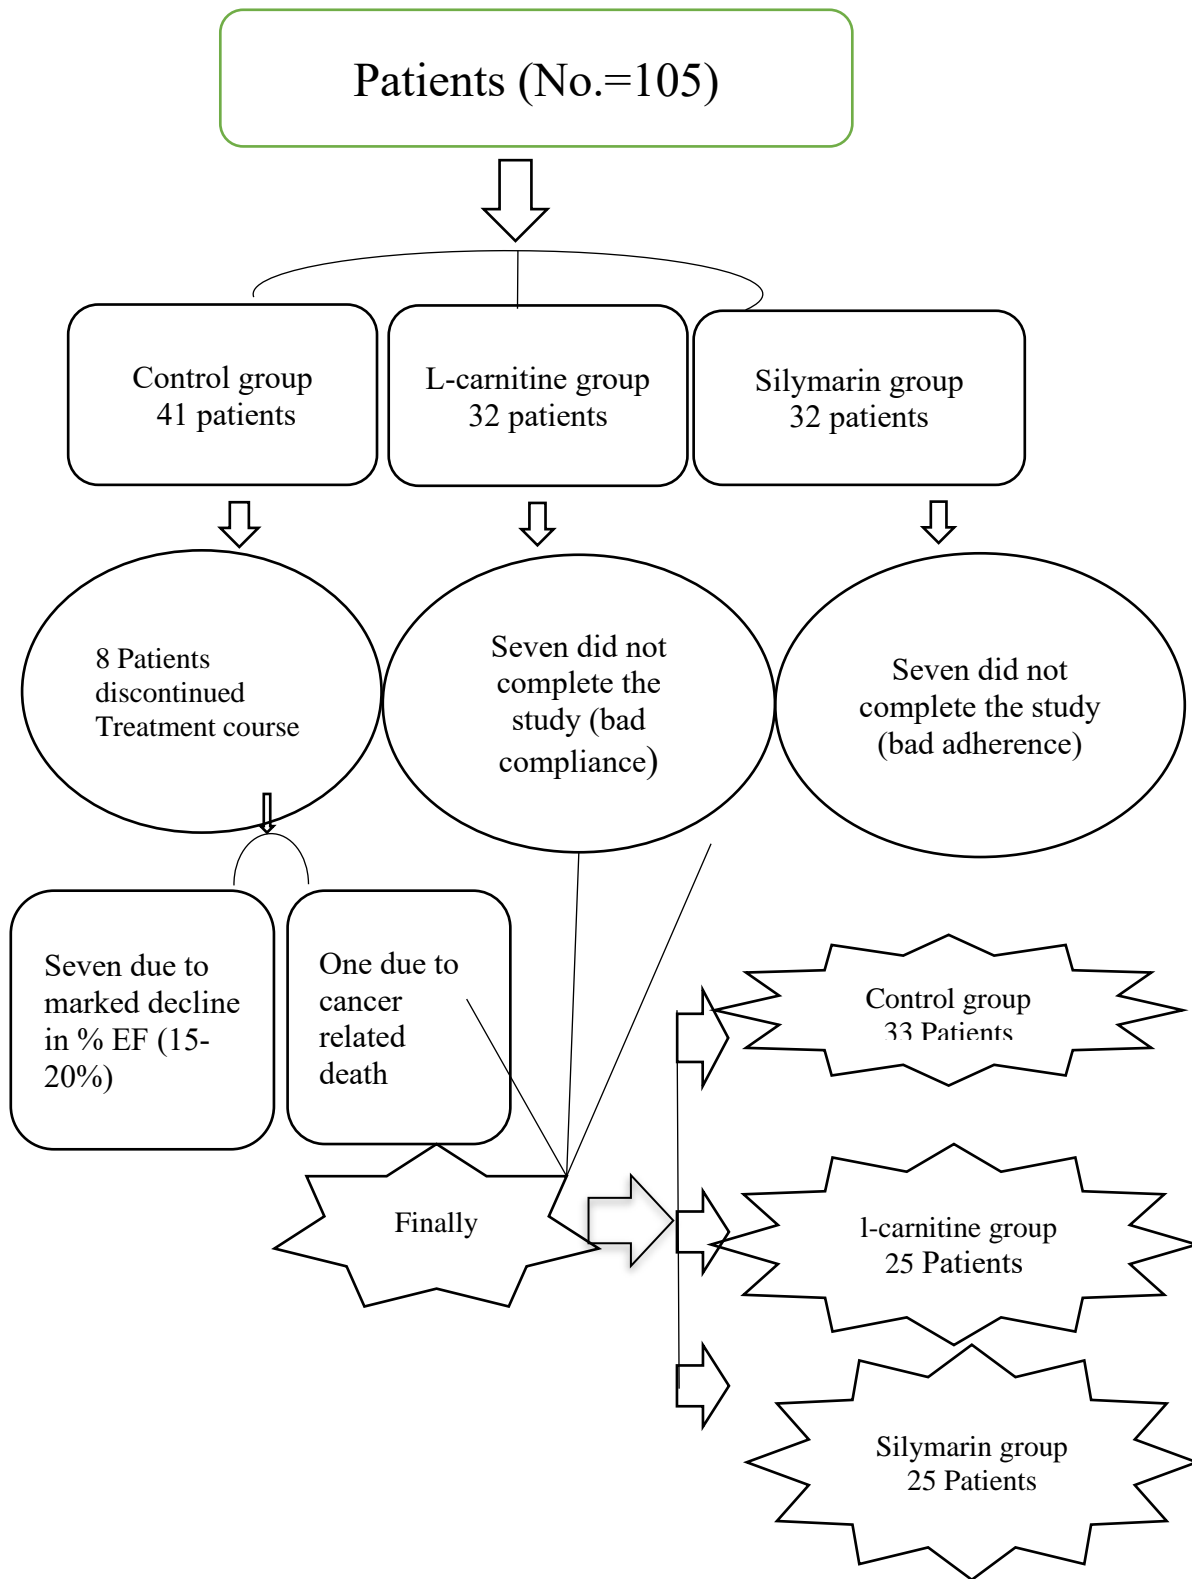 Patients (No.=105)
Control group
41 patients
L-carnitine group
32 patients
Silymarin group
32 patients
8 Patients
discontinued
Treatment course
Seven did not
complete the
study (bad
compliance)
Seven did not
complete the study
(bad adherence)
Seven due to
marked decline
in % EF (15-
20%)
One due to
cancer
related
death
Finally
Control group
33 Patients
l-carnitine group
25 Patients
Silymarin group
25 Patients